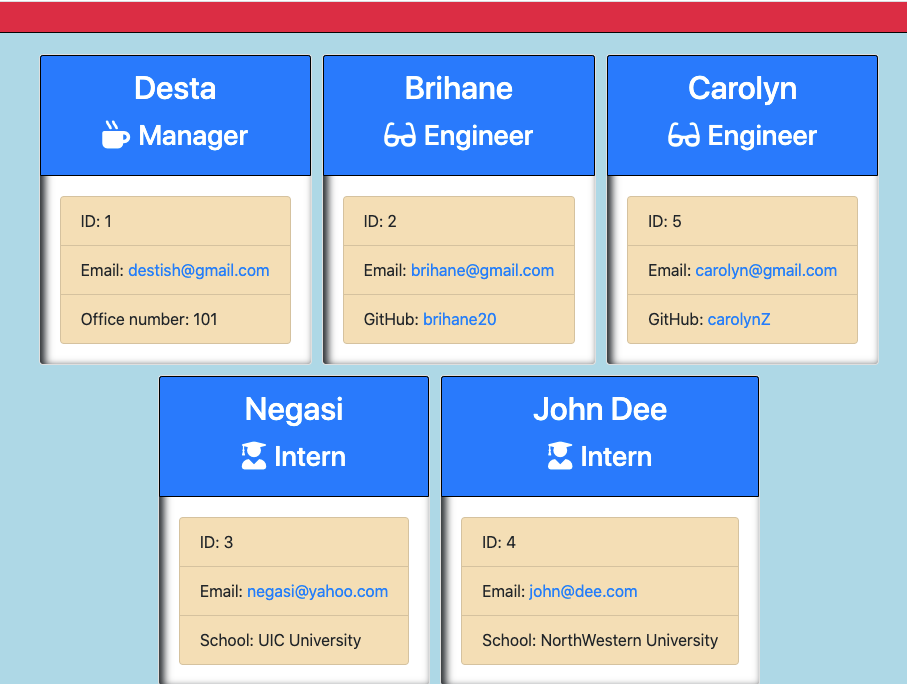 Desta
Manager
ID: 1
Email: destish@gmail.com
Office number: 101
Brihane
Engineer
ID: 2
Email: brihane@gmail.com
GitHub: brihane20
Carolyn
Engineer
ID: 5
Email: carolyn@gmail.com
GitHub: carolynZ
Negasi
Intern
ID: 3
Email: negasi@yahoo.com
School: UIC University
John Dee
Intern
ID: 4
Email: john@dee.com
School: NorthWestern University